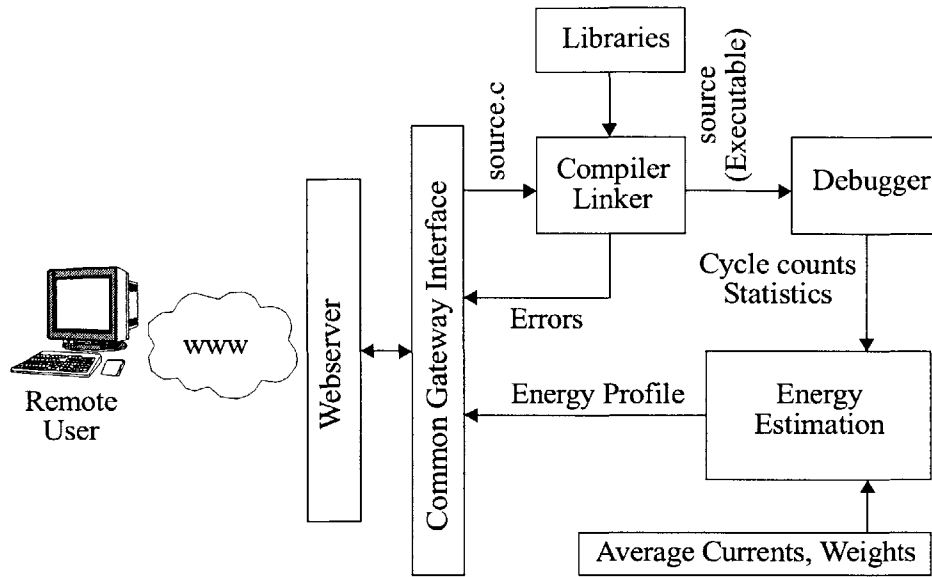 Libraries
source.c
source
(Executable)
Compiler
Linker
Debugger
Cycle counts
Statistics
Errors
Common Gateway Interface
Webserver
www
Remote
User
Energy Profile
Energy
Estimation
Average Currents, Weights